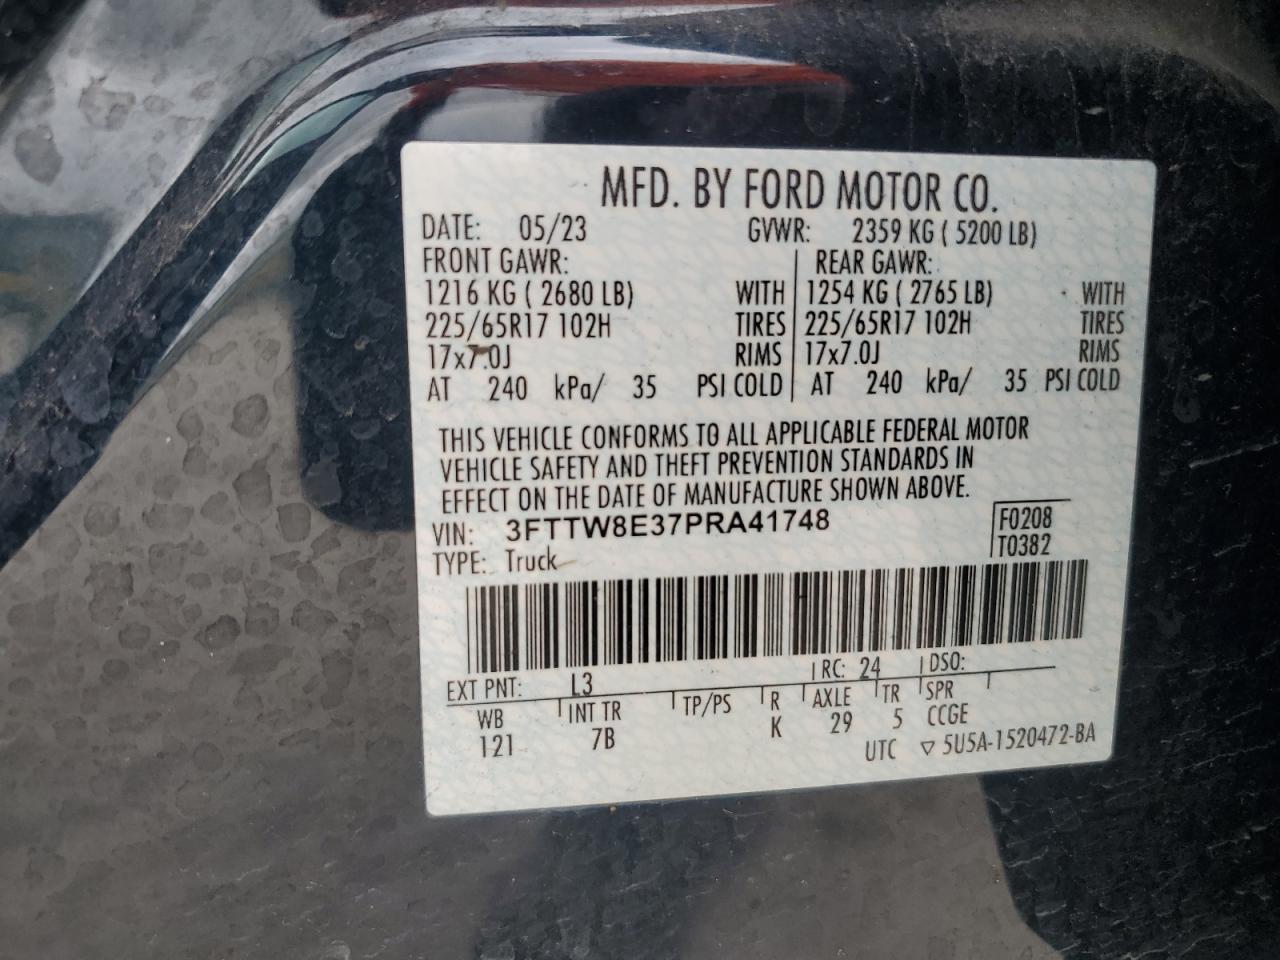 MFD. BY FORD MOTOR CO.
DATE: 05/23 GVWR: 2359 KG ( 5200 LB)
FRONT GAWR: REAR GAWR:
1216 KG ( 2680 LB) WITH 1254 KG ( 2765 LB) WITH
225/65R17 102H TIRES 225/65R17 102H TIRES
17x7.0J RIMS 17x7.0J RIMS
AT 240 kPa/ 35 PSI COLD AT 240 kPa/ 35 PSI COLD
THIS VEHICLE CONFORMS TO ALL APPLICABLE FEDERAL MOTOR
VEHICLE SAFETY AND THEFT PREVENTION STANDARDS IN
EFFECT ON THE DATE OF MANUFACTURE SHOWN ABOVE.
VIN: 3FTTW8E37PRA41748 F0208
TYPE: Truck T0382
EXT PNT: L3 RC: 24 DSO:
WB INT TR TP/PS R AXLE TR SPR
121 7B K 29 5 CCGE
UTC ▽ 5U5A-1520472-BA